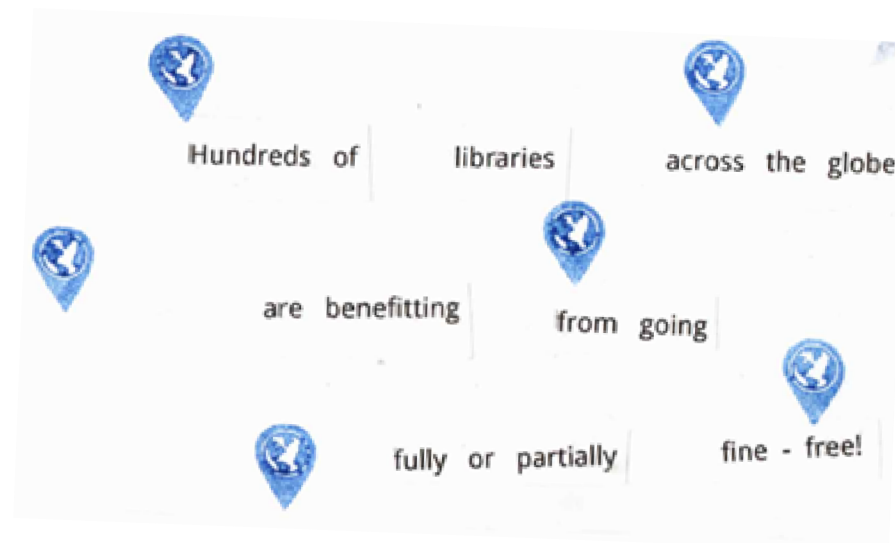 Hundreds of libraries across the globe
are benefitting from going
fully or partially fine - free!